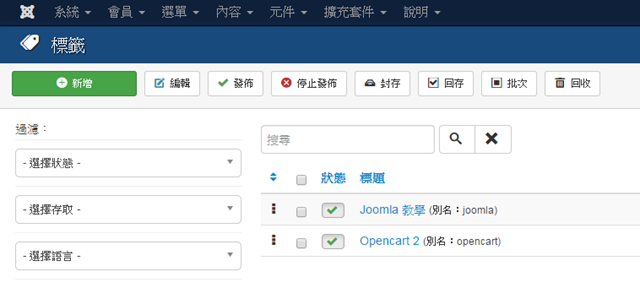 系統 會員 選單 內容 元件 擴充套件 說明
標籤
新增 編輯 發佈 停止發佈 封存 回存 批次 回收
過濾：
搜尋
- 選擇狀態 -
狀態 標題
- 選擇存取 -
Joomla 教學 (別名：joomla)
Opencart 2 (別名：opencart)
- 選擇語言 -